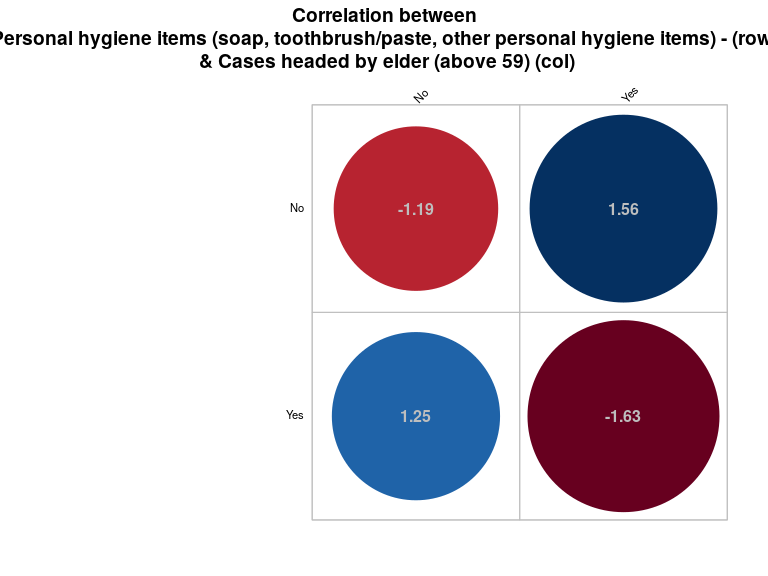 Correlation between
Personal hygiene items (soap, toothbrush/paste, other personal hygiene items) - (row
& Cases headed by elder (above 59) (col)
No
Yes
No
-1.19
1.56
Yes
1.25
-1.63